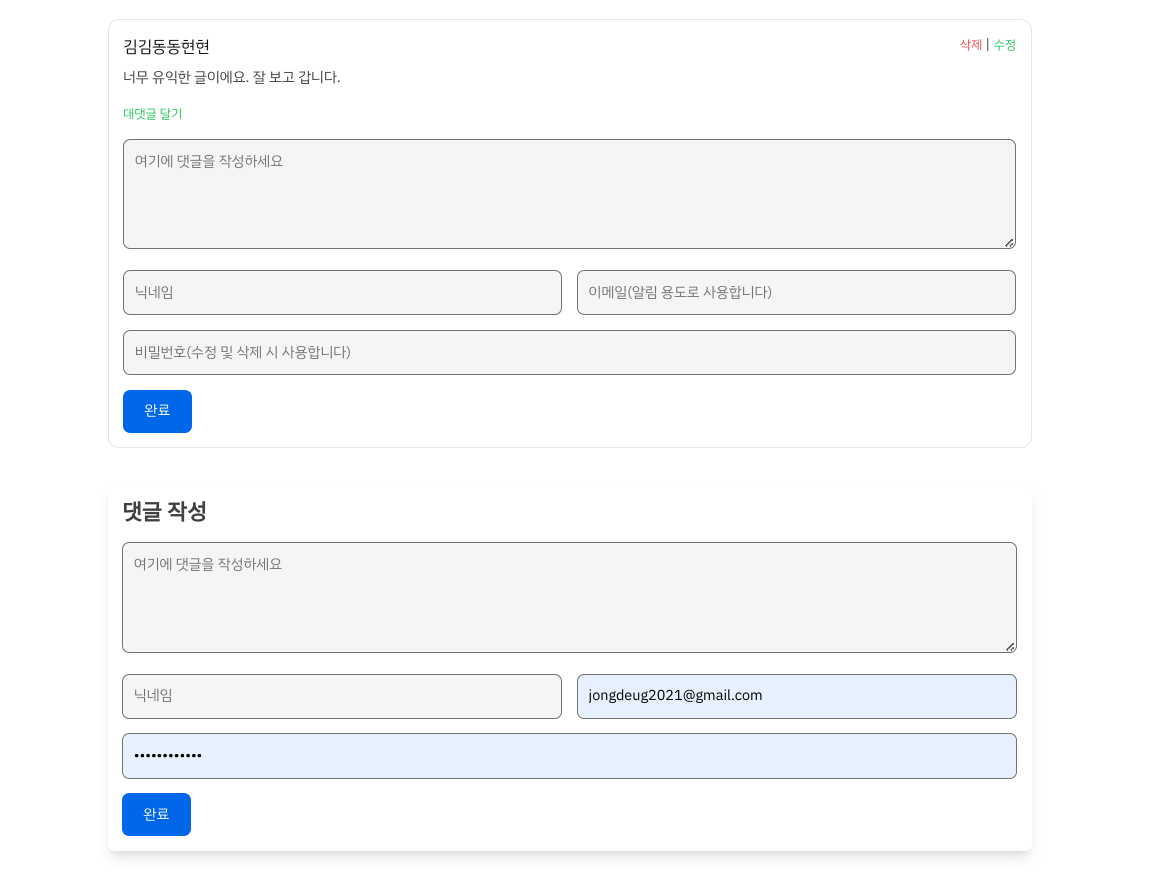 김김동동현현
삭제 | 수정
너무 유익한 글이에요. 잘 보고 갑니다.
대댓글 달기
여기에 댓글을 작성하세요
닉네임
이메일(알림 용도로 사용합니다)
비밀번호(수정 및 삭제 시 사용합니다)
완료
댓글 작성
여기에 댓글을 작성하세요
닉네임
jongdeug2021@gmail.com
••••••••••••
완료